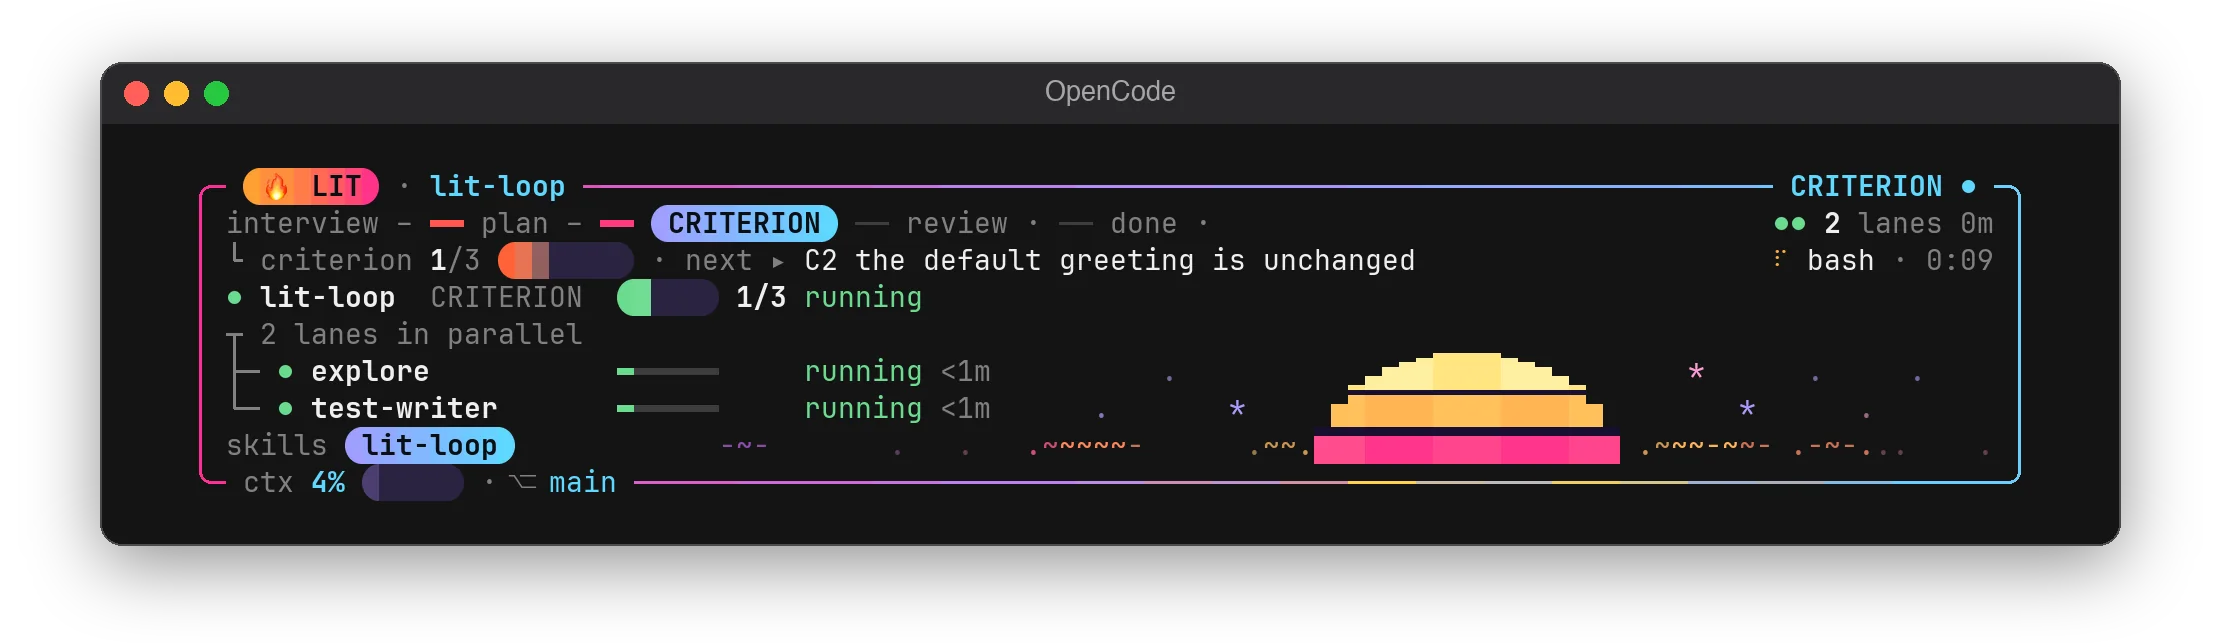 OpenCode
🔥 LIT · lit-loop CRITERION ●
interview – plan – CRITERION — review · — done · ●● 2 lanes 0m
└ criterion 1/3 · next ▸ C2 the default greeting is unchanged bash · 0:09
● lit-loop CRITERION 1/3 running
2 lanes in parallel
● explore running <1m
● test-writer running <1m
skills lit-loop
ctx 4% · ⌥ main